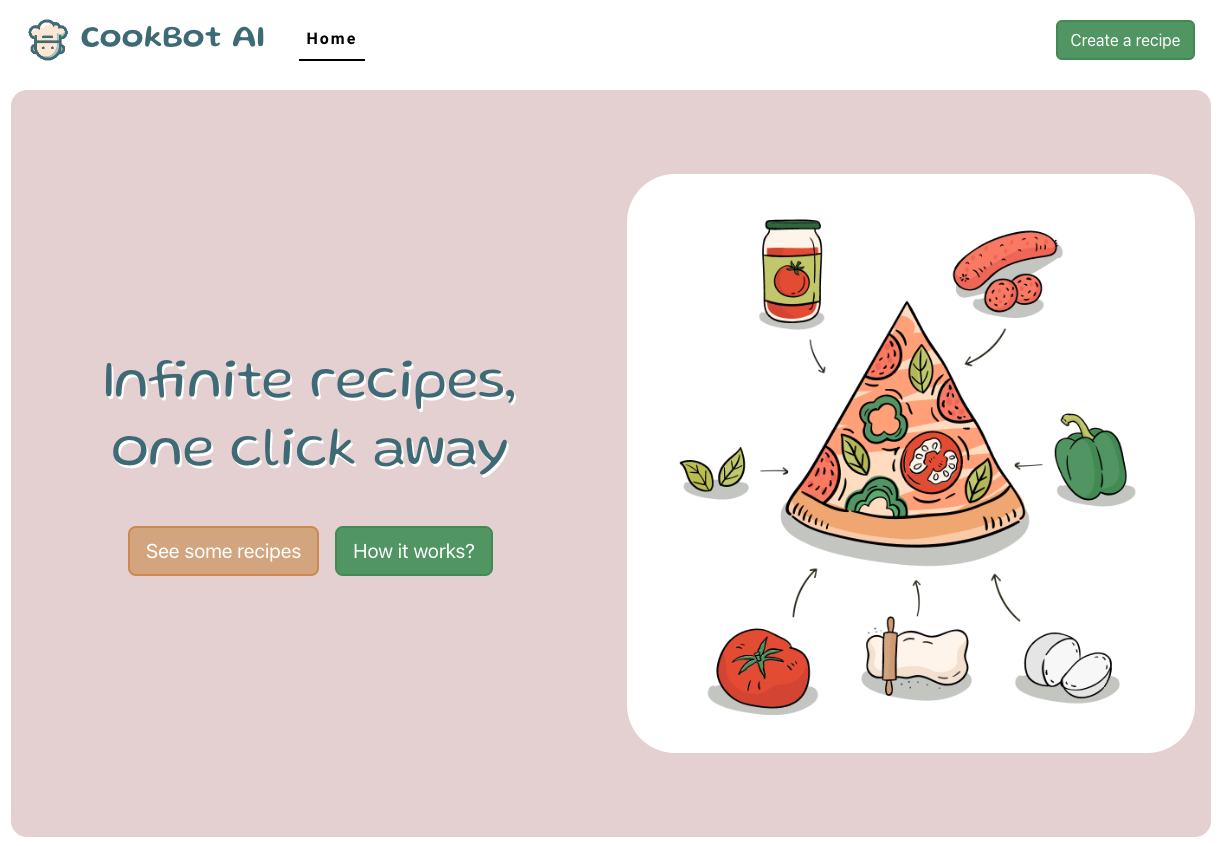 CookBot AI
Home
Create a recipe
Infinite recipes,
one click away
See some recipes
How it works?